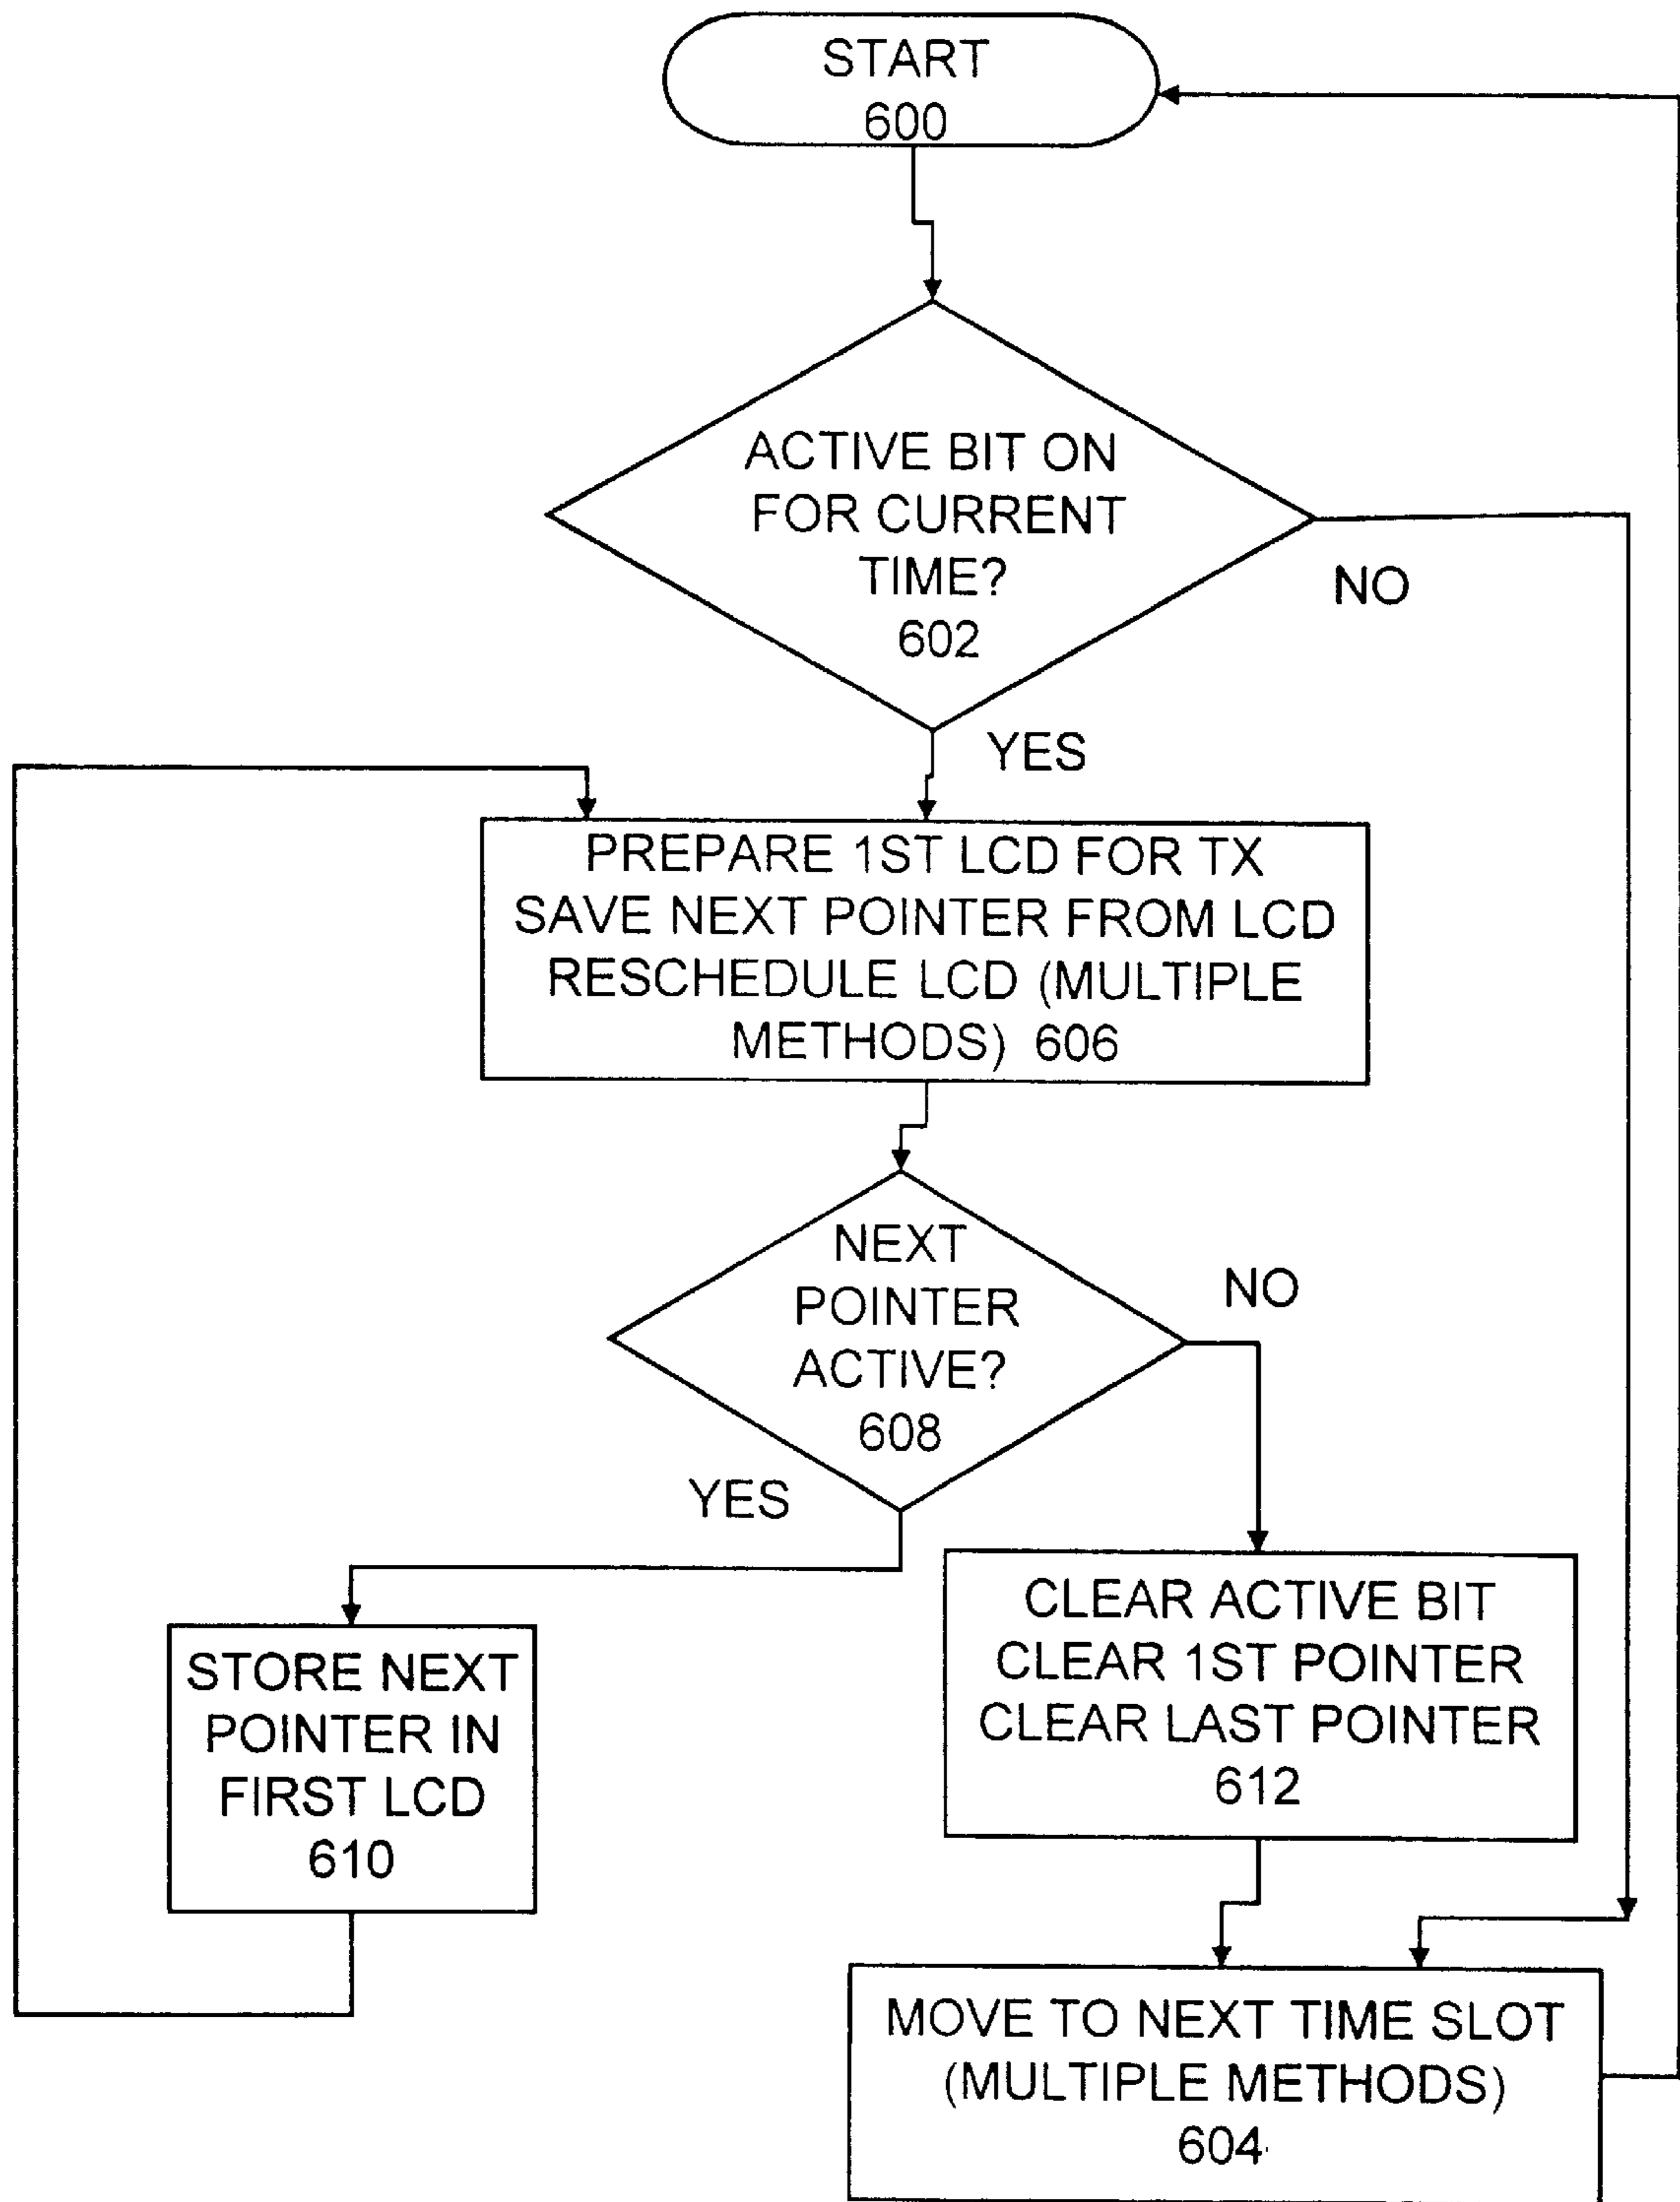 START
600
ACTIVE BIT ON
FOR CURRENT
TIME?
602
NO
YES
PREPARE 1ST LCD FOR TX
SAVE NEXT POINTER FROM LCD
RESCHEDULE LCD (MULTIPLE
METHODS) 606
NEXT
POINTER
ACTIVE?
608
NO
YES
STORE NEXT
POINTER IN
FIRST LCD
610
CLEAR ACTIVE BIT
CLEAR 1ST POINTER
CLEAR LAST POINTER
612
MOVE TO NEXT TIME SLOT
(MULTIPLE METHODS)
604